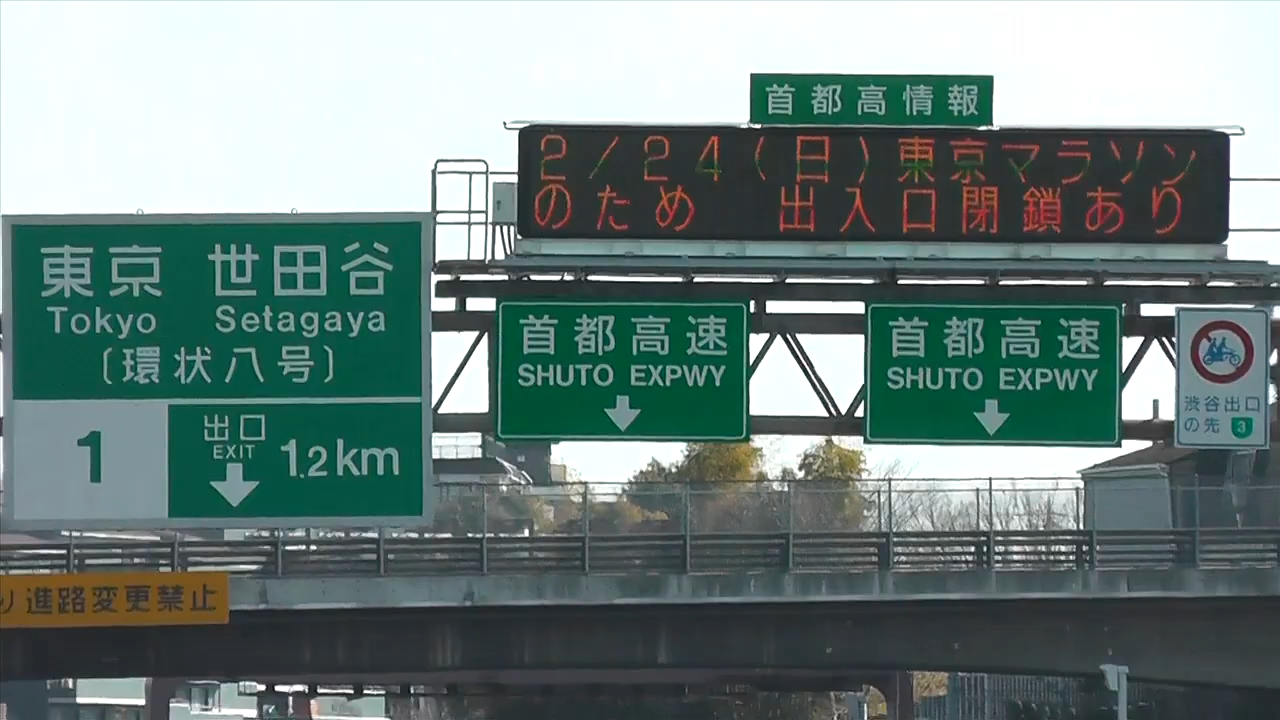 首都高情報
2/24(日)東京マラソン
のため 出入口閉鎖あり
東京 世田谷
Tokyo Setagaya
〔環状八号〕
1
出口
EXIT
1.2km
首都高速
SHUTO EXPWY
首都高速
SHUTO EXPWY
渋谷出口
の先 3
り進路変更禁止